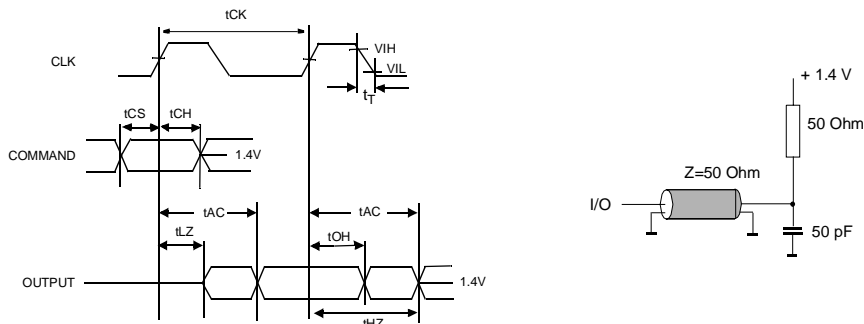 tCK
CLK
VIH
VIL
tT
tCS
tCH
COMMAND
1.4V
tAC
tAC
tLZ
tOH
OUTPUT
1.4V
tHZ
+ 1.4 V
50 Ohm
Z=50 Ohm
I/O
50 pF